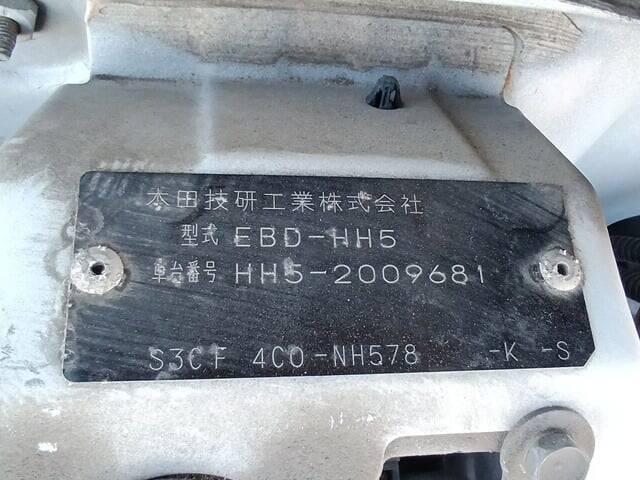 本田技研工業株式会社
型式 EBD-HH5
車台番号 HH5-2009681
S3CF 4C0-NH578 -K -S